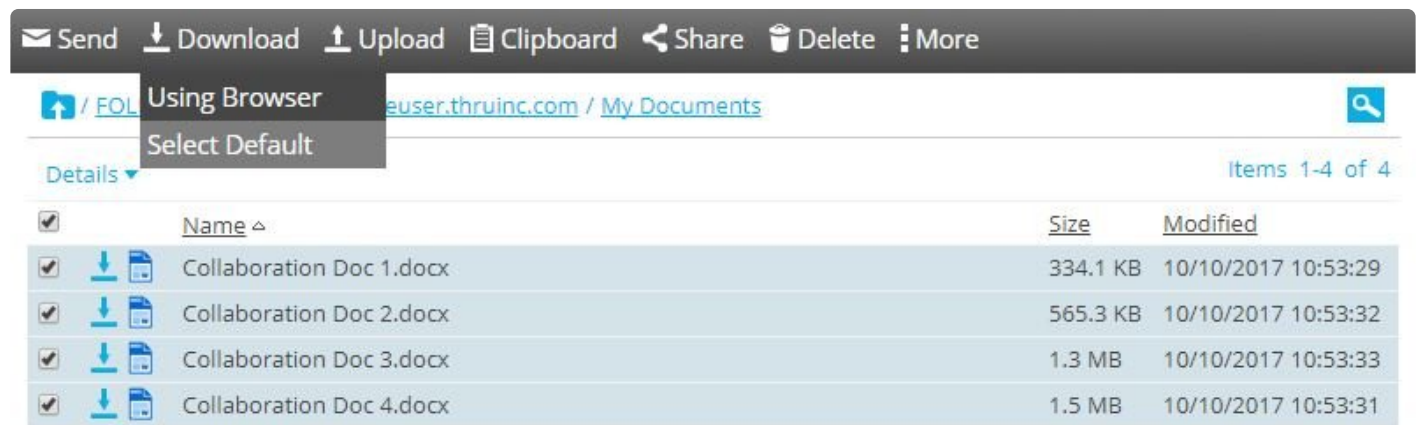 Send Download Upload Clipboard Share Delete More
Using Browser
/ FOL euser.thruinc.com / My Documents
Select Default
Details Items 1-4 of 4
Name Size Modified
Collaboration Doc 1.docx 334.1 KB 10/10/2017 10:53:29
Collaboration Doc 2.docx 565.3 KB 10/10/2017 10:53:32
Collaboration Doc 3.docx 1.3 MB 10/10/2017 10:53:33
Collaboration Doc 4.docx 1.5 MB 10/10/2017 10:53:31